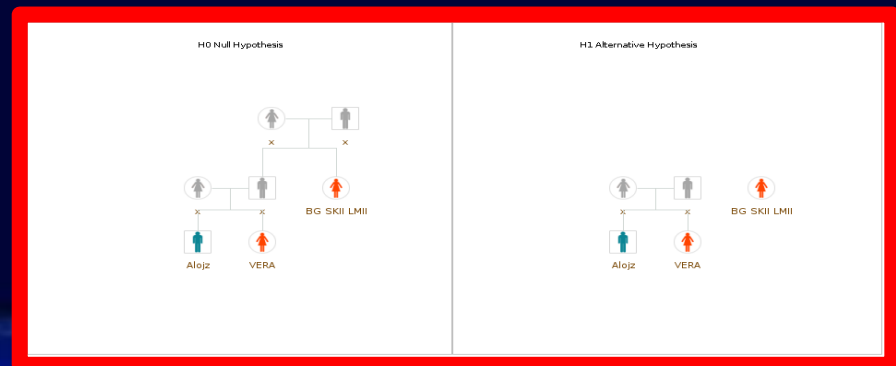 H0 Null Hypothesis
x x
x x BG SKII LMII
Alojz VERA
H1 Alternative Hypothesis
x x BG SKII LMII
Alojz VERA